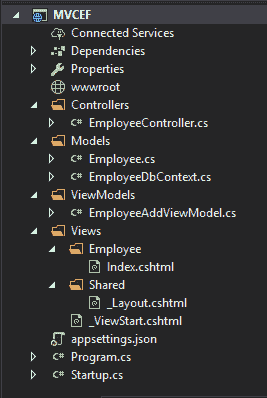 MVCEF
Connected Services
Dependencies
Properties
wwwroot
Controllers
C# EmployeeController.cs
Models
C# Employee.cs
C# EmployeeDbContext.cs
ViewModels
C# EmployeeAddViewModel.cs
Views
Employee
Index.cshtml
Shared
_Layout.cshtml
_ViewStart.cshtml
appsettings.json
C# Program.cs
C# Startup.cs